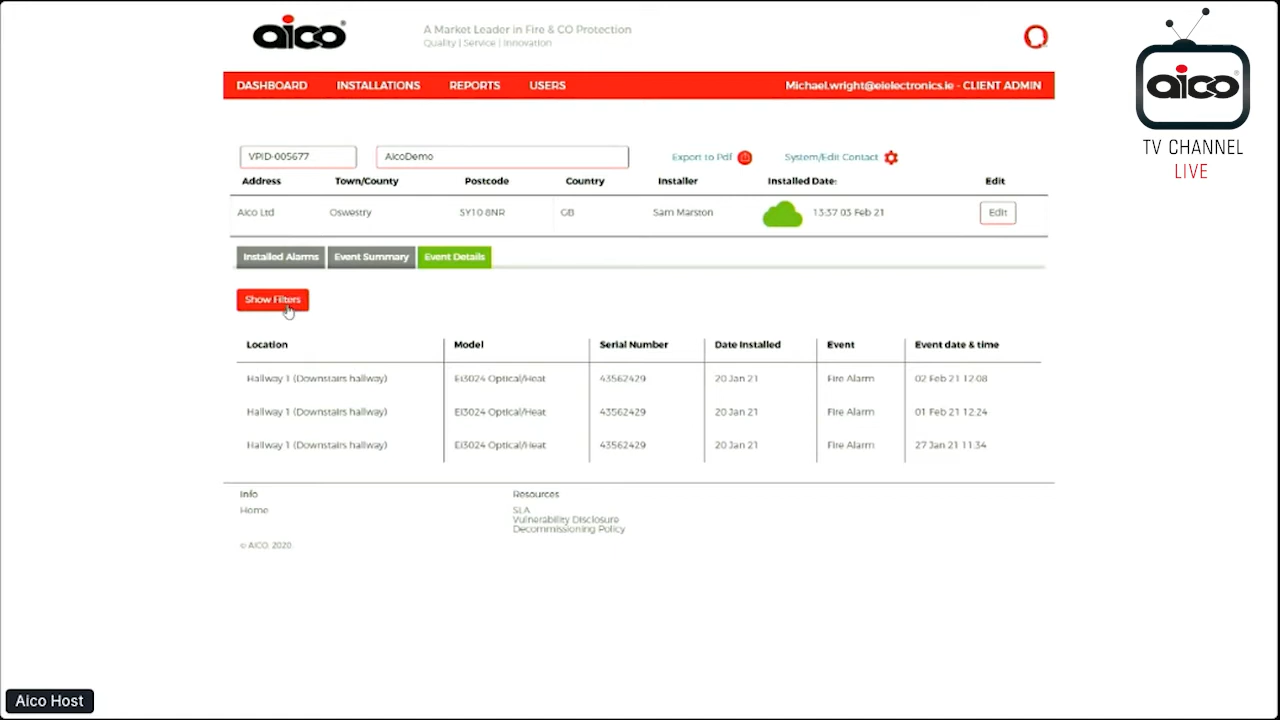 aico
A Market Leader in Fire & CO Protection
Quality | Service | Innovation
aico
TV CHANNEL
LIVE
DASHBOARD INSTALLATIONS REPORTS USERS Michael.wright@eielectronics.ie - CLIENT ADMIN
VPID-005677 AicoDemo Export to Pdf System/Edit Contact
Address Town/County Postcode Country Installer Installed Date: Edit
Aico Ltd Oswestry SY10 8NR GB Sam Marston 13:37 03 Feb 21 Edit
Installed Alarms Event Summary Event Details
Show Filters
Location Model Serial Number Date Installed Event Event date & time
Hallway 1 (Downstairs hallway) Ei3024 Optical/Heat 43562429 20 Jan 21 Fire Alarm 02 Feb 21 12:08
Hallway 1 (Downstairs hallway) Ei3024 Optical/Heat 43562429 20 Jan 21 Fire Alarm 01 Feb 21 12:24
Hallway 1 (Downstairs hallway) Ei3024 Optical/Heat 43562429 20 Jan 21 Fire Alarm 27 Jan 21 11:34
Info Resources
Home SLA
Vulnerability Disclosure
Decommissioning Policy
© AICO, 2020
Aico Host